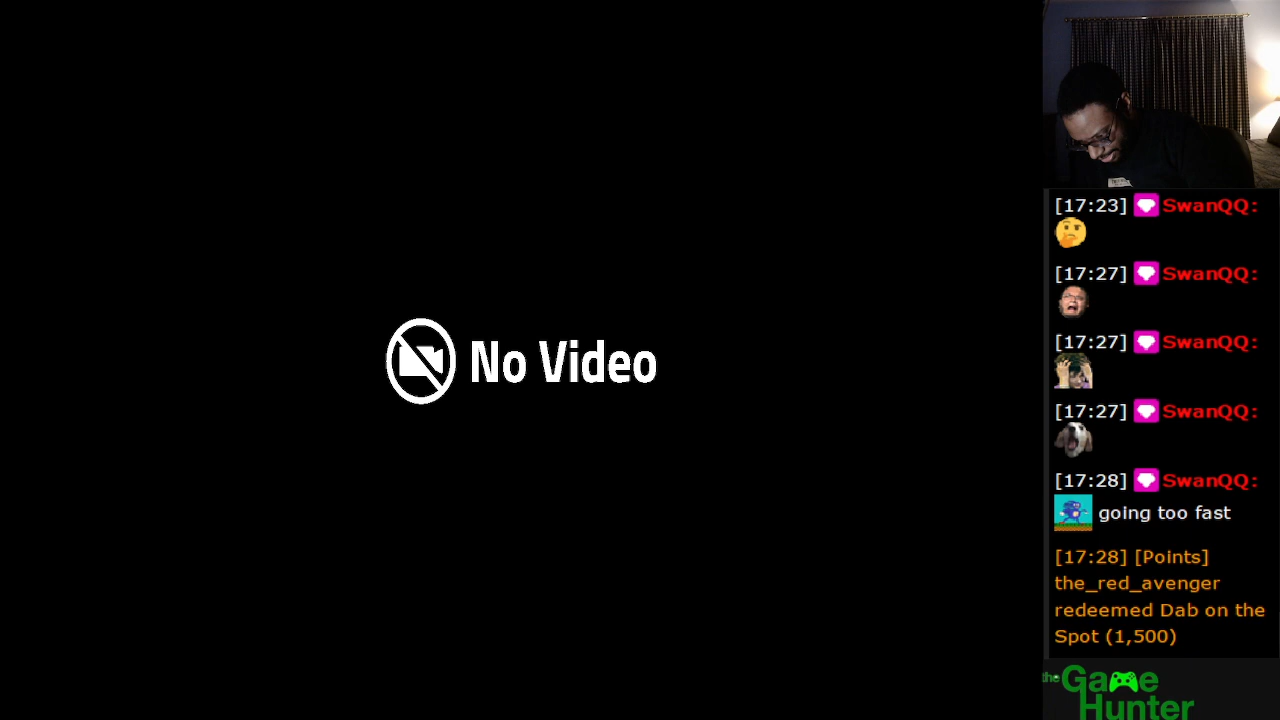 No Video
[17:23] SwanQQ:
[17:27] SwanQQ:
[17:27] SwanQQ:
[17:27] SwanQQ:
[17:28] SwanQQ:
going too fast
[17:28] [Points]
the_red_avenger
redeemed Dab on the
Spot (1,500)
the Game
Hunter